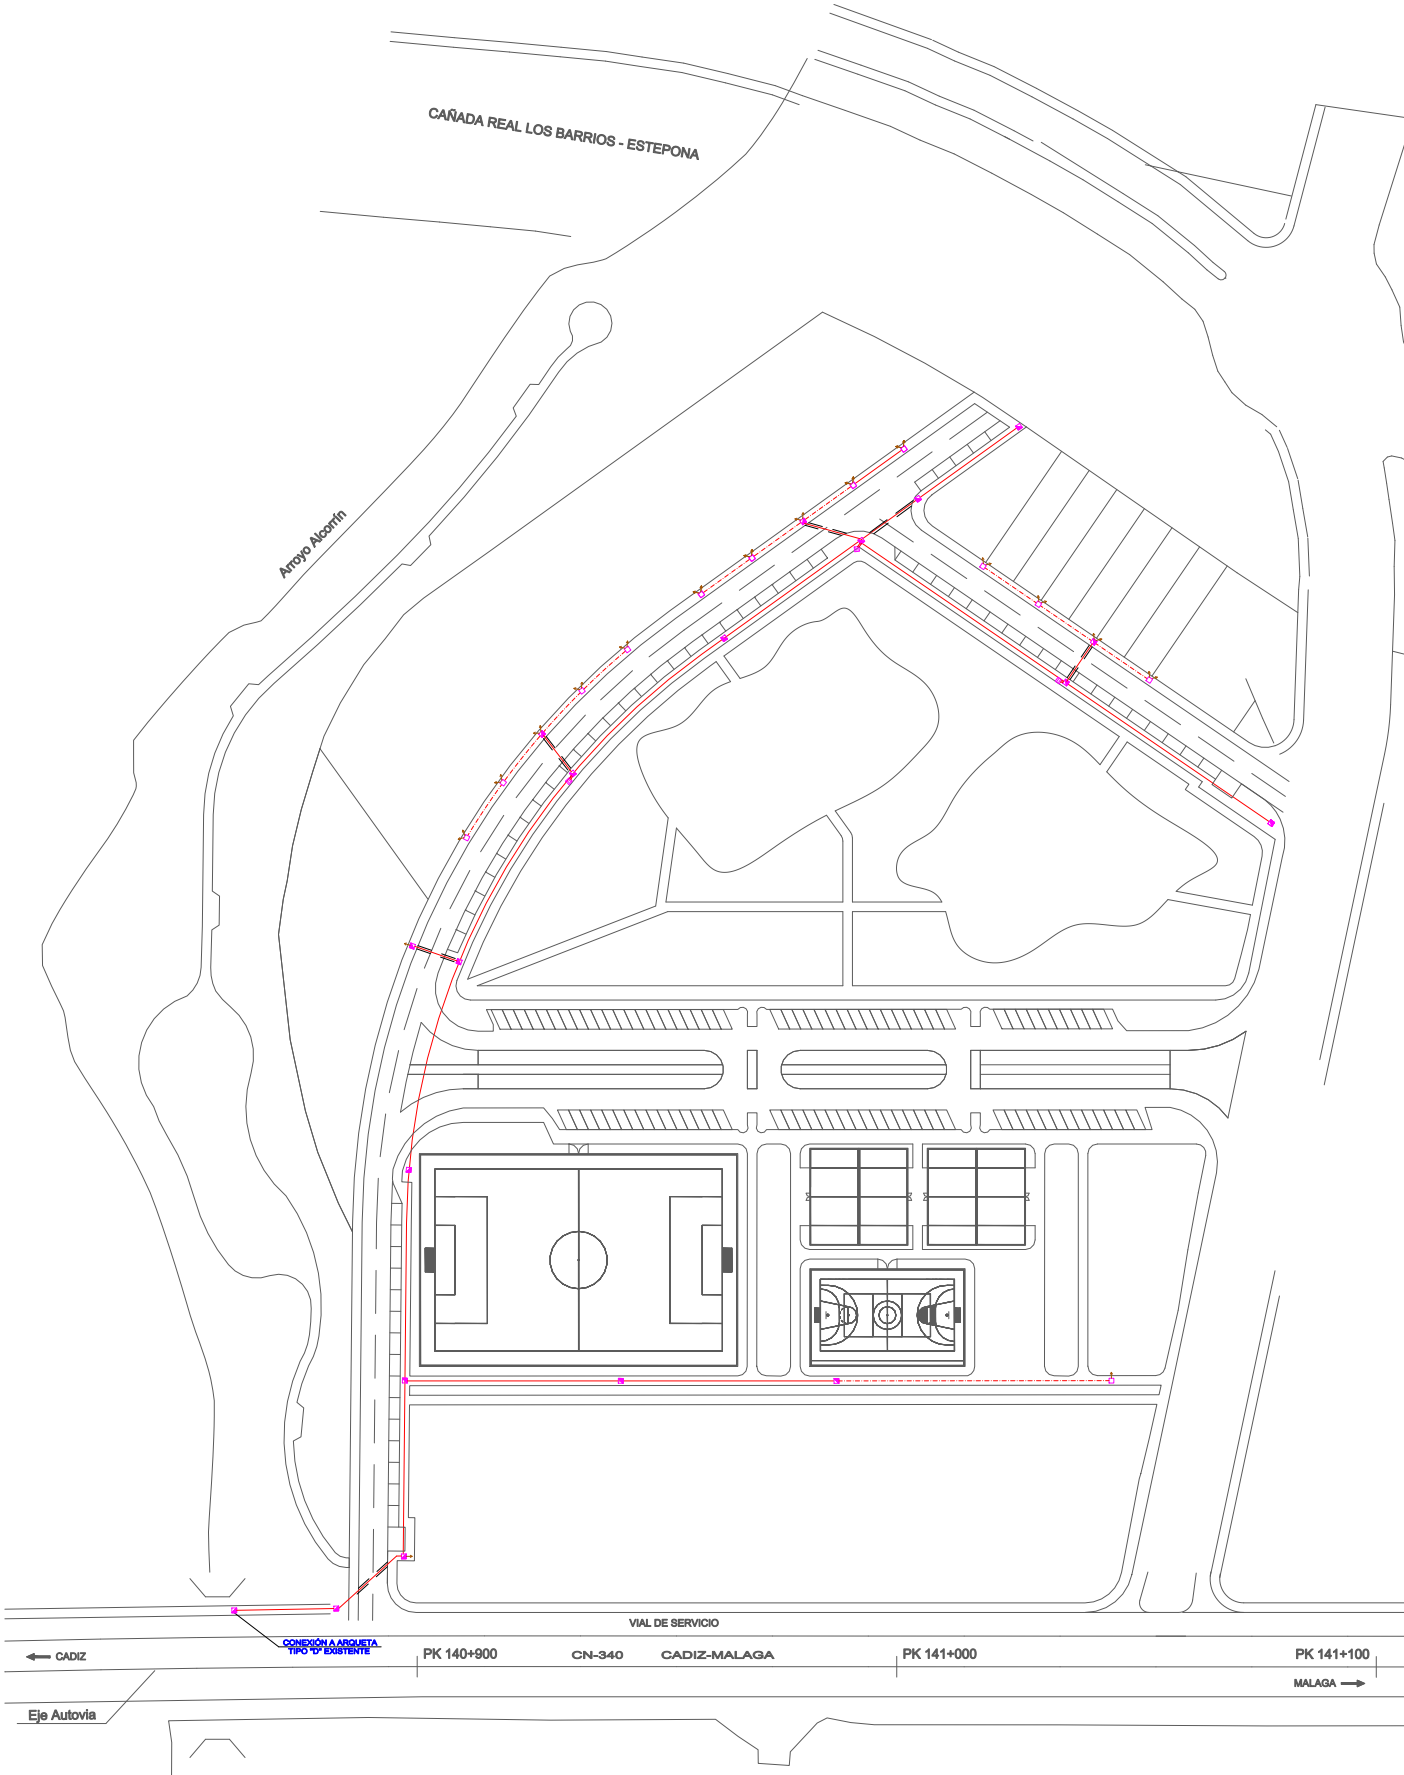 CAÑADA REAL LOS BARRIOS - ESTEPONA
Arroyo Alcorrín
VIAL DE SERVICIO
CONEXIÓN A ARQUETA
TIPO "D" EXISTENTE
CADIZ
PK 140+900
CN-340
CADIZ-MALAGA
PK 141+000
PK 141+100
MALAGA
Eje Autovia